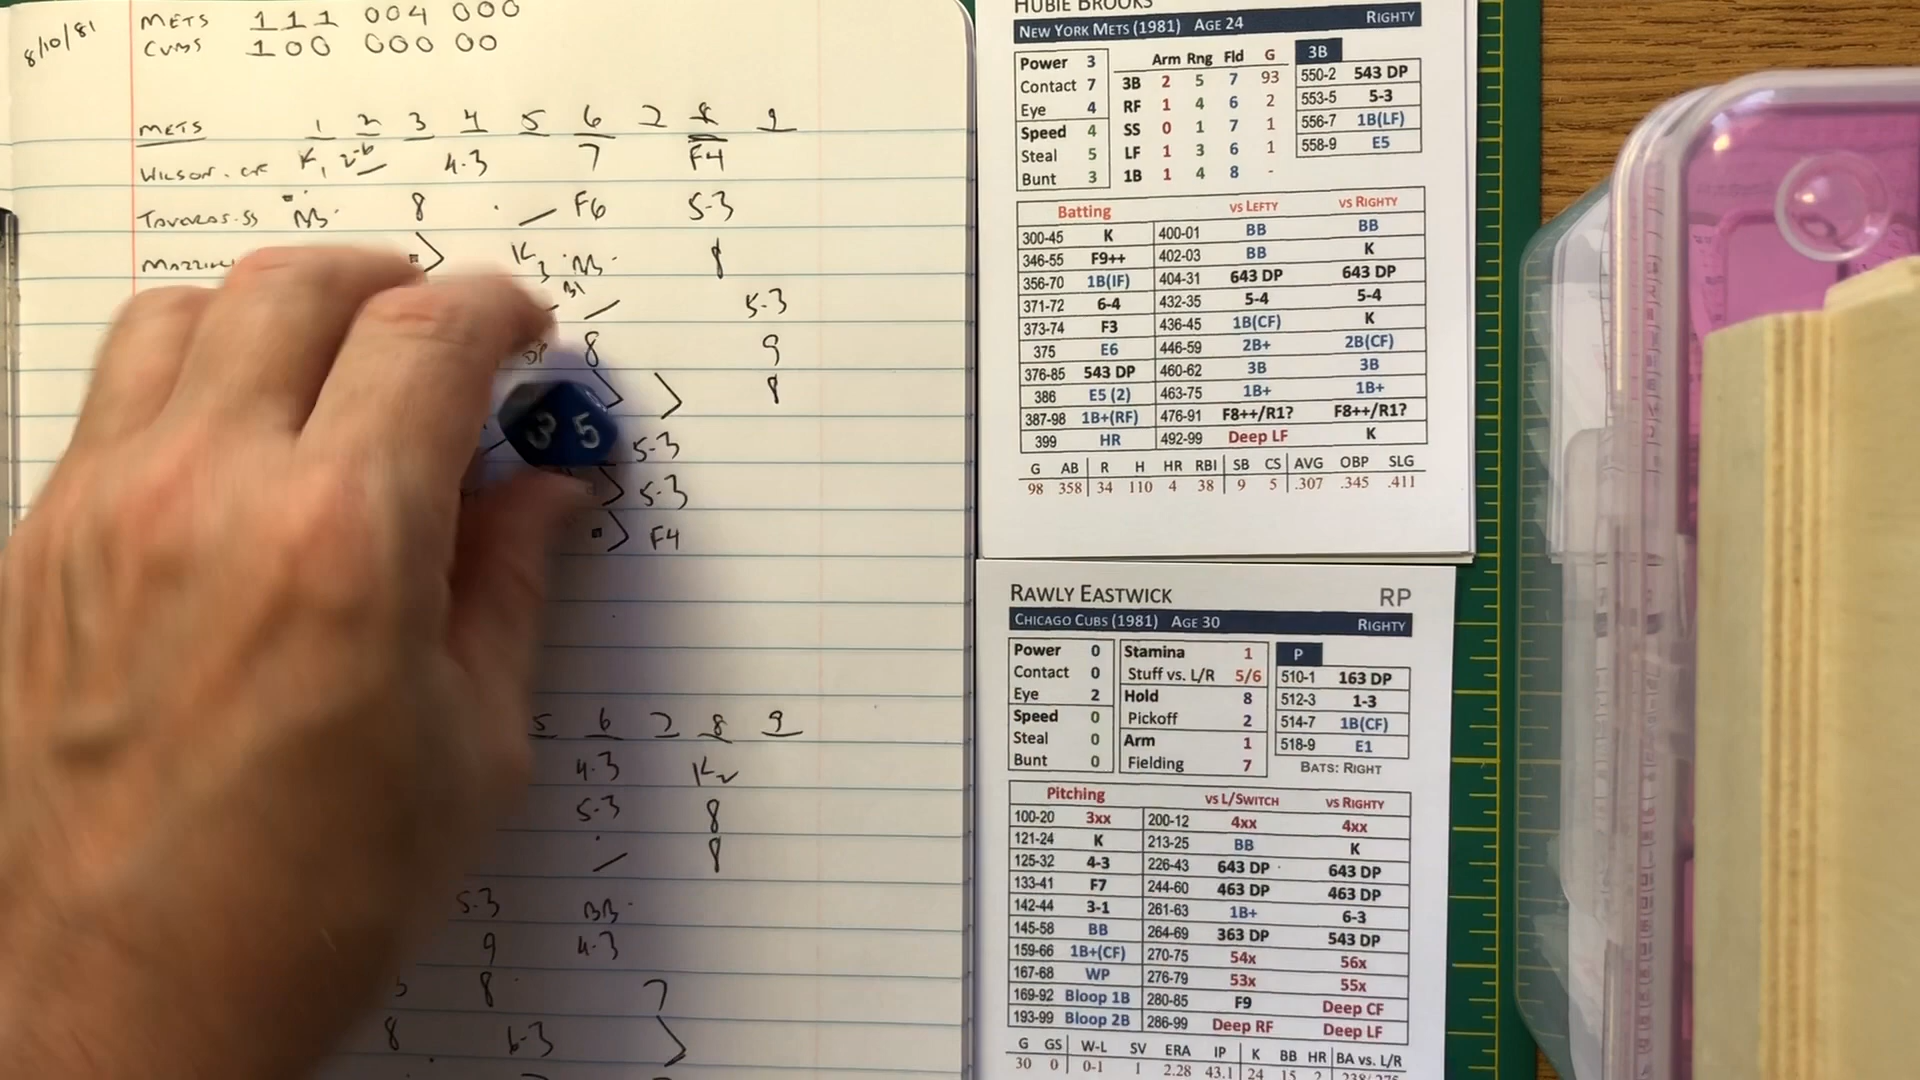 8/10/81
METS 111 004 000
CUBS 100 000 00
METS 1 2 3 4 5 6 7 8 9
WILSON. CF K, 2-6 4-3 7 F4
TAVERAS. SS BB 8 F6 5-3
K3 BB 8
5-3
DP 8 9
8
5-3
5-3
F4
5 6 7 8 9
4-3 K2
5-3 8
8
5-3 BB
9 4-3
8 7
8 6-3
3 5
HUBIE BROOKS
NEW YORK METS (1981) AGE 24 RIGHTY
Power 3
Contact 7
Eye 4
Speed 4
Steal 5
Bunt 3
Arm Rng Fld G
3B 2 5 7 93
RF 1 4 6 2
SS 0 1 7 1
LF 1 3 6 1
1B 1 4 8 -
3B
550-2 543 DP
553-5 5-3
556-7 1B(LF)
558-9 E5
Batting VS LEFTY VS RIGHTY
300-45 K 400-01 BB BB
346-55 F9++ 402-03 BB K
356-70 1B(IF) 404-31 643 DP 643 DP
371-72 6-4 432-35 5-4 5-4
373-74 F3 436-45 1B(CF) K
375 E6 446-59 2B+ 2B(CF)
376-85 543 DP 460-62 3B 3B
386 E5 (2) 463-75 1B+ 1B+
387-98 1B+(RF) 476-91 F8++/R1? F8++/R1?
399 HR 492-99 Deep LF K
G AB R H HR RBI SB CS AVG OBP SLG
98 358 34 110 4 38 9 5 .307 .345 .411
RAWLY EASTWICK RP
CHICAGO CUBS (1981) AGE 30 RIGHTY
Power 0
Contact 0
Eye 2
Speed 0
Steal 0
Bunt 0
Stamina 1
Stuff vs. L/R 5/6
Hold 8
Pickoff 2
Arm 1
Fielding 7
P
510-1 163 DP
512-3 1-3
514-7 1B(CF)
518-9 E1
BATS: RIGHT
Pitching VS L/SWITCH VS RIGHTY
100-20 3xx 200-12 4xx 4xx
121-24 K 213-25 BB K
125-32 4-3 226-43 643 DP 643 DP
133-41 F7 244-60 463 DP 463 DP
142-44 3-1 261-63 1B+ 6-3
145-58 BB 264-69 363 DP 543 DP
159-66 1B+(CF) 270-75 54x 56x
167-68 WP 276-79 53x 55x
169-92 Bloop 1B 280-85 F9 Deep CF
193-99 Bloop 2B 286-99 Deep RF Deep LF
G GS W-L SV ERA IP K BB HR BA vs. L/R
30 0 0-1 1 2.28 43.1 24 15 2